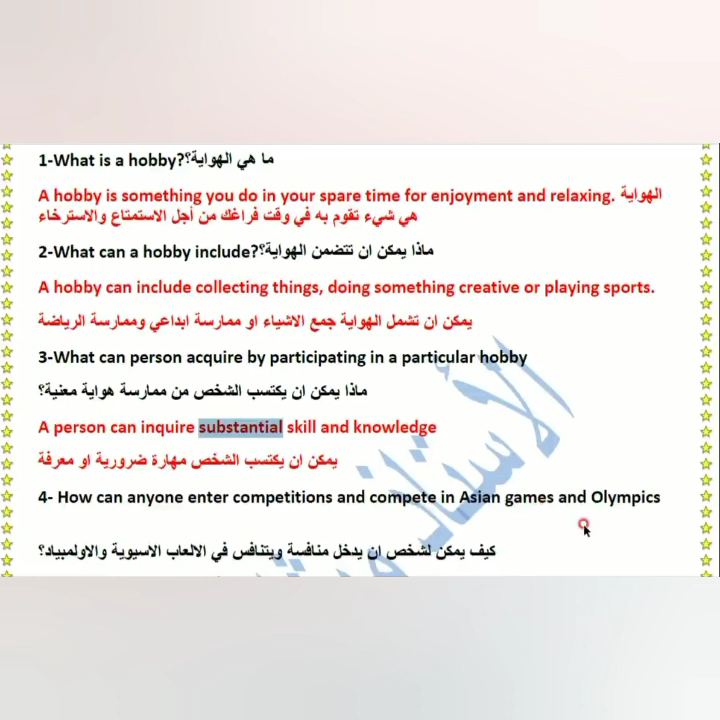 1-What is a hobby?ما هي الهواية؟
A hobby is something you do in your spare time for enjoyment and relaxing. الهواية
هي شيء تقوم به في وقت فراغك من أجل الاستمتاع والاسترخاء
2-What can a hobby include?ماذا يمكن ان تتضمن الهواية؟
A hobby can include collecting things, doing something creative or playing sports.
يمكن ان تشمل الهواية جمع الاشياء او ممارسة ابداعي وممارسة الرياضة
3-What can person acquire by participating in a particular hobby
ماذا يمكن ان يكتسب الشخص من ممارسة هواية معنية؟
A person can inquire substantial skill and knowledge
يمكن ان يكتسب الشخص مهارة ضرورية او معرفة
4- How can anyone enter competitions and compete in Asian games and Olympics
كيف يمكن لشخص ان يدخل منافسة ويتنافس في الالعاب الاسيوية والاولمبياد؟
الأستاذ